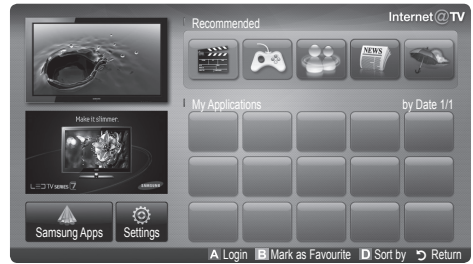 Internet@TV
Recommended
NEWS
My Applications by Date 1/1
Make it slimmer.
LED TV SERIES 7 SAMSUNG
Samsung Apps Settings
A Login B Mark as Favourite D Sort by Return